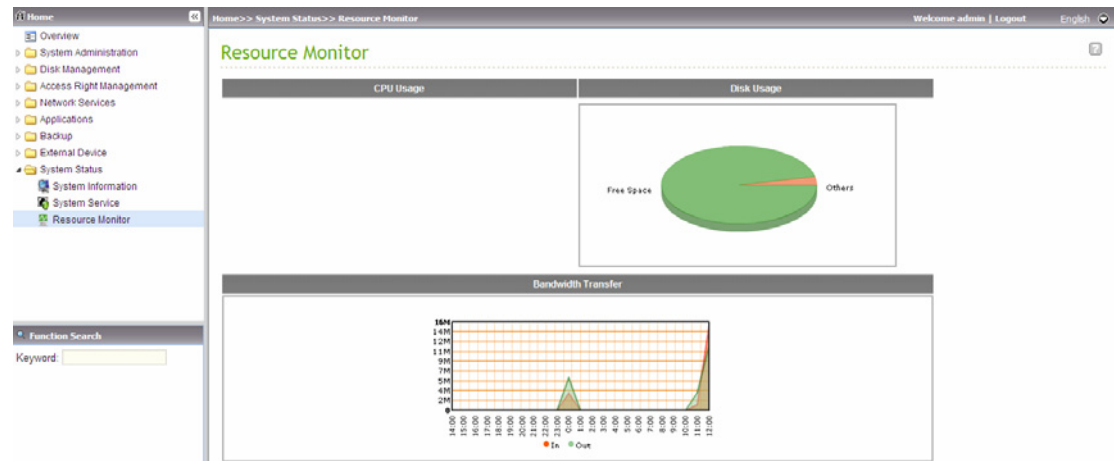 Home
Home>> System Status>> Resource Monitor
Welcome admin | Logout
English
Overview
System Administration
Disk Management
Access Right Management
Network Services
Applications
Backup
External Device
System Status
System Information
System Service
Resource Monitor
Function Search
Keyword:
Resource Monitor
?
CPU Usage
Disk Usage
Free Space
Others
Bandwidth Transfer
16M
14M
12M
11M
9M
7M
5M
4M
2M
0
14:00
15:00
16:00
17:00
18:00
19:00
20:00
21:00
22:00
23:00
0:00
1:00
2:00
3:00
4:00
5:00
6:00
7:00
8:00
9:00
10:00
11:00
12:00
In
Out